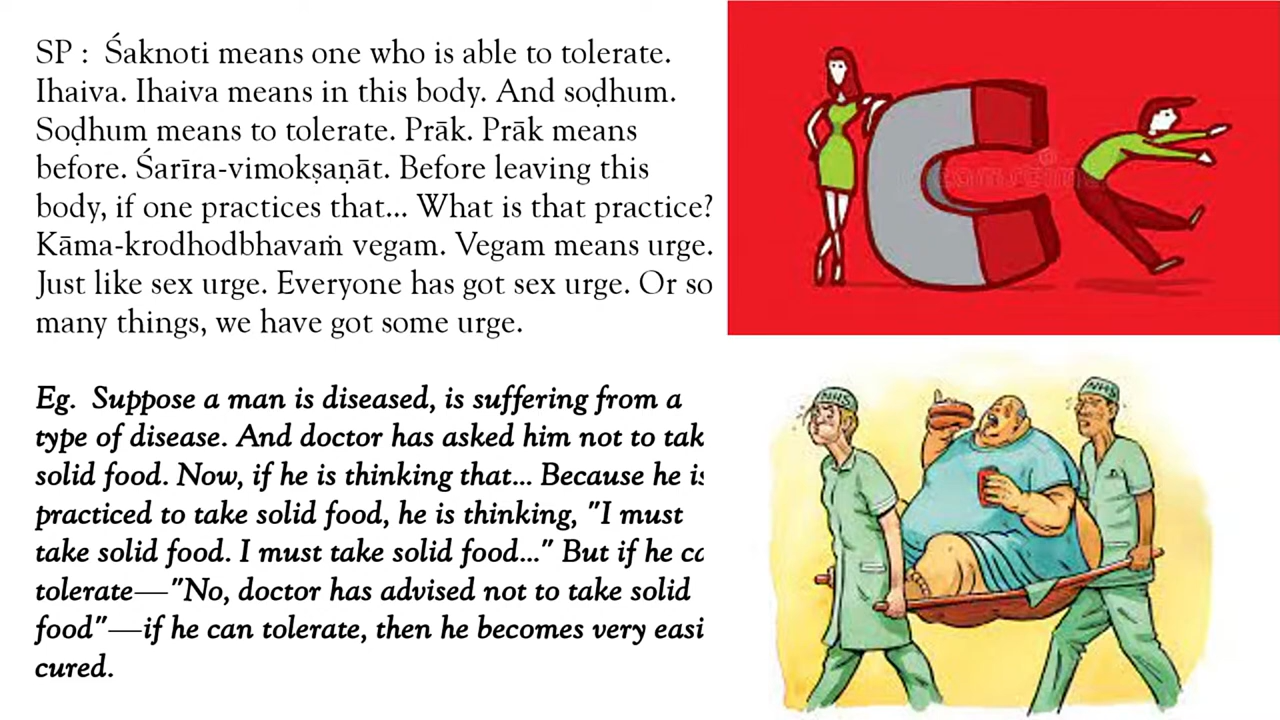 SP : Śaknoti means one who is able to tolerate.
Ihaiva. Ihaiva means in this body. And soḍhum.
Soḍhum means to tolerate. Prāk. Prāk means
before. Śarīra-vimokṣaṇāt. Before leaving this
body, if one practices that... What is that practice?
Kāma-krodhodbhavaṁ vegam. Vegam means urge.
Just like sex urge. Everyone has got sex urge. Or so
many things, we have got some urge.
Eg. Suppose a man is diseased, is suffering from a
type of disease. And doctor has asked him not to tak
solid food. Now, if he is thinking that... Because he is
practiced to take solid food, he is thinking, "I must
take solid food. I must take solid food..." But if he ca
tolerate—"No, doctor has advised not to take solid
food"—if he can tolerate, then he becomes very easi
cured.
NHS
NHS